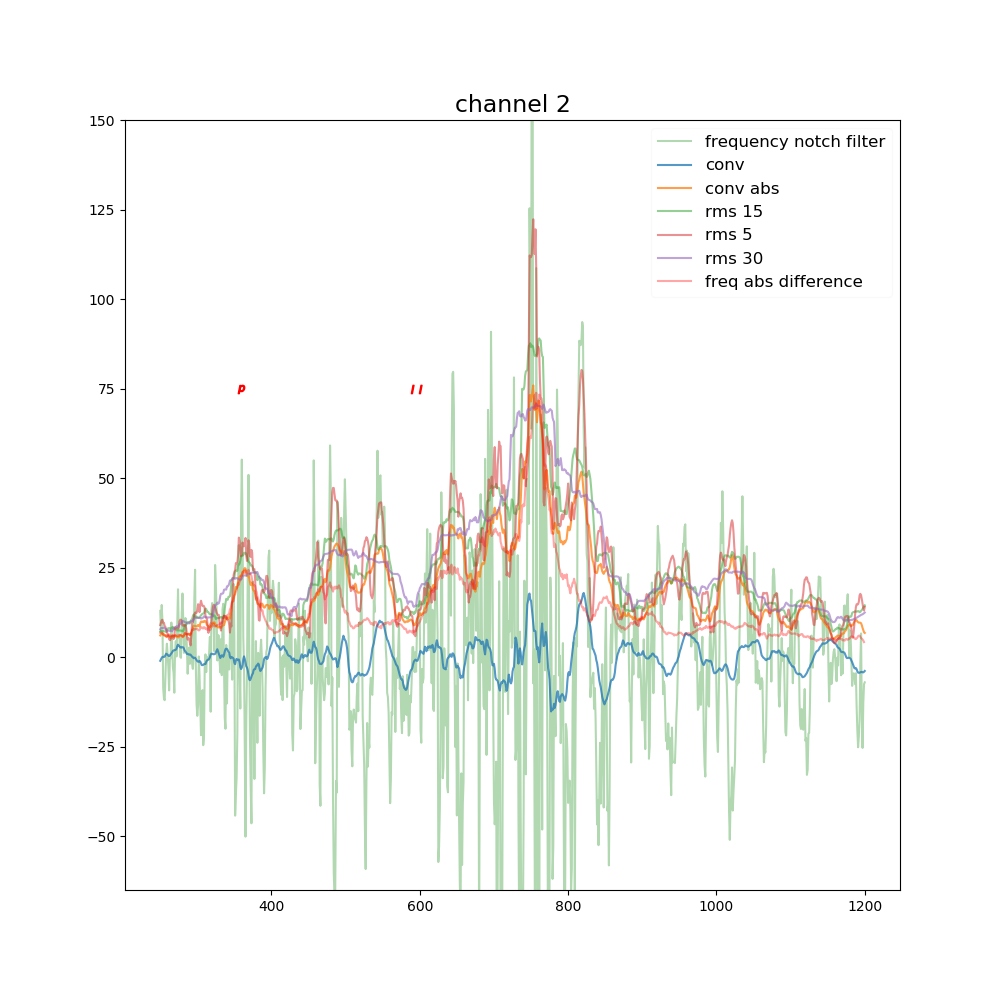 channel 2
150
125
100
75
50
25
0
−25
−50
400
600
800
1000
1200
frequency notch filter
conv
conv abs
rms 15
rms 5
rms 30
freq abs difference
p
I I